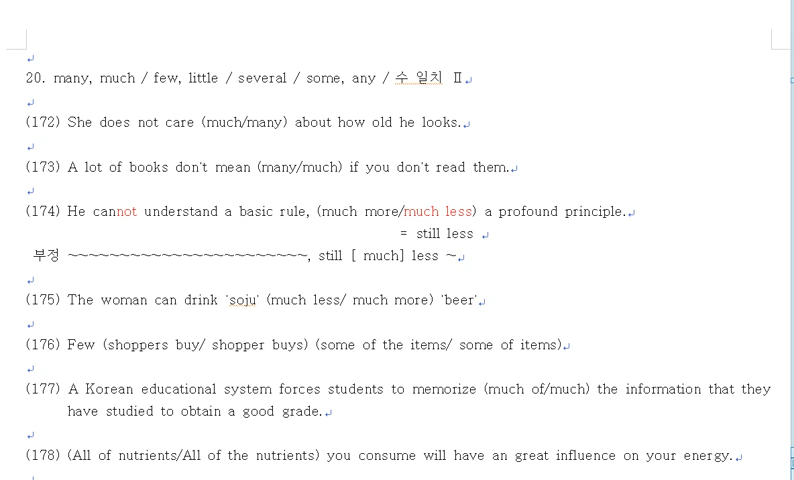 20. many, much / few, little / several / some, any / 수 일치 Ⅱ
(172) She does not care (much/many) about how old he looks.
(173) A lot of books don't mean (many/much) if you don't read them.
(174) He cannot understand a basic rule, (much more/much less) a profound principle.
= still less
부정 ~~~~~~~~~~~~~~~~~~~~~~~~, still [ much] less ~
(175) The woman can drink 'soju' (much less/ much more) 'beer'
(176) Few (shoppers buy/ shopper buys) (some of the items/ some of items)
(177) A Korean educational system forces students to memorize (much of/much) the information that they
have studied to obtain a good grade.
(178) (All of nutrients/All of the nutrients) you consume will have an great influence on your energy.